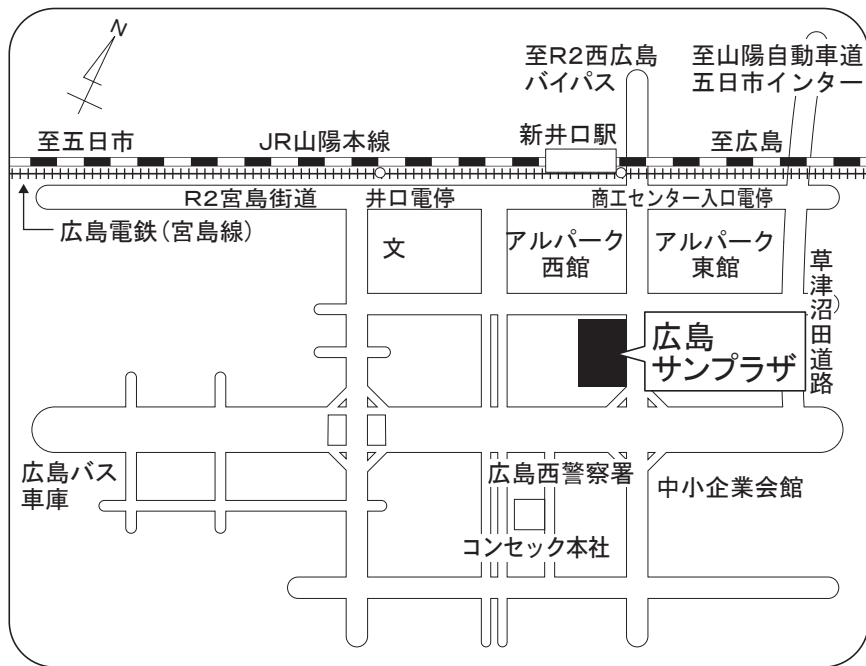 N
至R2西広島
バイパス
至山陽自動車道
五日市インター
至五日市
JR山陽本線
新井口駅
至広島
R2宮島街道
井口電停
商工センター入口電停
広島電鉄(宮島線)
文
アルパーク
西館
アルパーク
東館
草津沼田道路
広島
サンプラザ
広島バス
車庫
広島西警察署
中小企業会館
コンセック本社